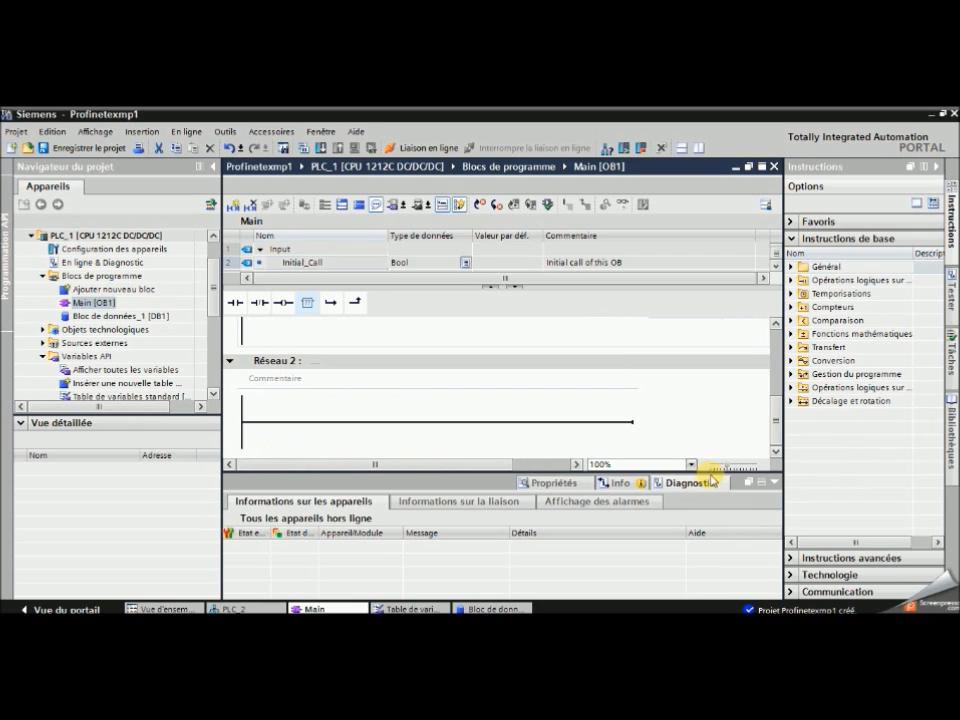 Siemens - Profinetexmp1
Projet Edition Affichage Insertion En ligne Outils Accessoires Fenêtre Aide
Enregistrer le projet Liaison en ligne Interrompre la liaison en ligne
Totally Integrated Automation
PORTAL
Navigateur du projet
Appareils
PLC_1 [CPU 1212C DC/DC/DC]
Configuration des appareils
En ligne & Diagnostic
Blocs de programme
Ajouter nouveau bloc
Main [OB1]
Bloc de données_1 [DB1]
Objets technologiques
Sources externes
Variables API
Afficher toutes les variables
Insérer une nouvelle table ...
Table de variables standard [...
Vue détaillée
Nom Adresse
Programmation API
Profinetexmp1 PLC_1 [CPU 1212C DC/DC/DC] Blocs de programme Main [OB1]
Main
Nom Type de données Valeur par déf. Commentaire
1 Input
2 Initial_Call Bool Initial call of this OB
Réseau 2 : .....
Commentaire
100%
Propriétés Info Diagnostic
Informations sur les appareils Informations sur la liaison Affichage des alarmes
Tous les appareils hors ligne
Etat e... Etat d... Appareil/Module Message Détails Aide
Instructions
Options
Favoris
Instructions de base
Nom Descript
Général
Opérations logiques sur ...
Temporisations
Compteurs
Comparaison
Fonctions mathématiques
Transfert
Conversion
Gestion du programme
Opérations logiques sur ...
Décalage et rotation
Instructions avancées
Technologie
Communication
Instructions
Tester
Tâches
Bibliothèques
Vue du portail Vue d'ensem... PLC_2 Main Table de vari... Bloc de donn...
Projet Profinetexmp1 créé.
Screenpresso